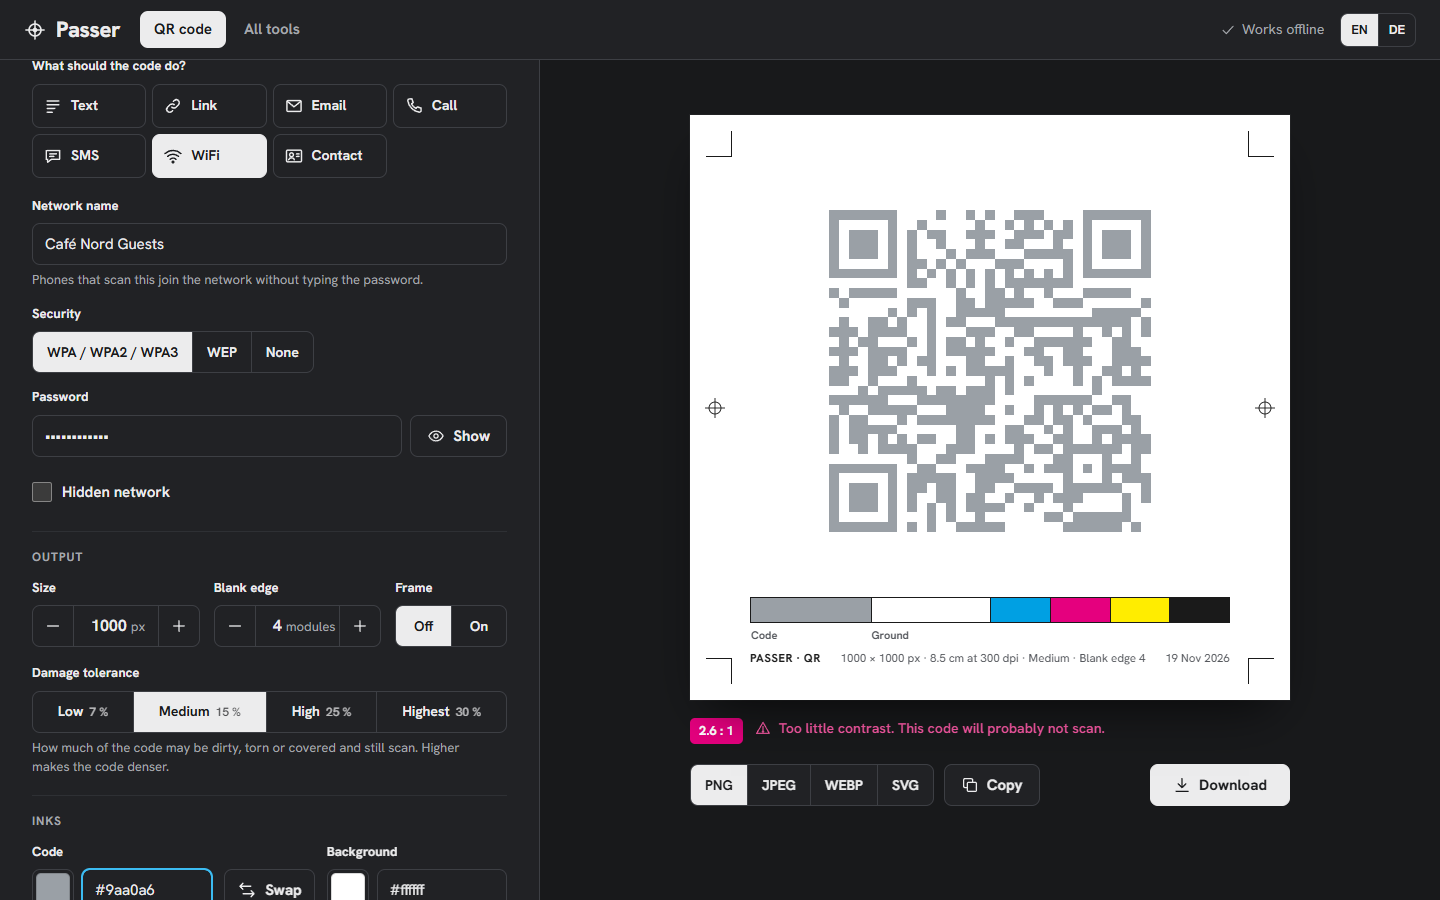 Passer
QR code
All tools
Works offline
EN
DE
What should the code do?
Text
Link
Email
Call
SMS
WiFi
Contact
Network name
Café Nord Guests
Phones that scan this join the network without typing the password.
Security
WPA / WPA2 / WPA3
WEP
None
Password
••••••••••••
Show
Hidden network
OUTPUT
Size
Blank edge
Frame
1000 px
4 modules
Off
On
Damage tolerance
Low 7 %
Medium 15 %
High 25 %
Highest 30 %
How much of the code may be dirty, torn or covered and still scan. Higher
makes the code denser.
INKS
Code
Background
#9aa0a6
Swap
#ffffff
Code
Ground
PASSER · QR
1000 × 1000 px · 8.5 cm at 300 dpi · Medium · Blank edge 4
19 Nov 2026
2.6 : 1
Too little contrast. This code will probably not scan.
PNG
JPEG
WEBP
SVG
Copy
Download